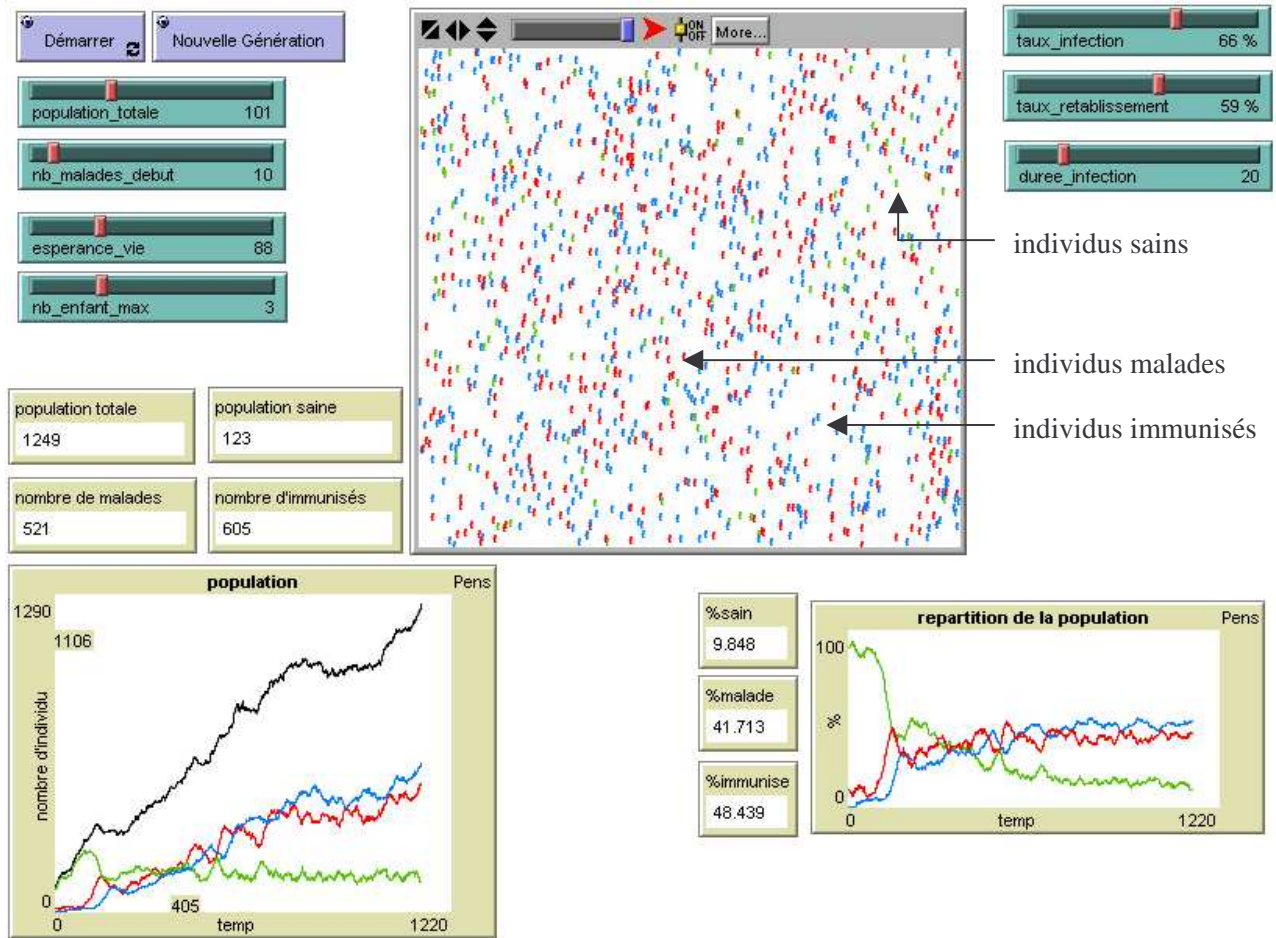 Démarrer
Nouvelle Génération
population_totale 101
nb_malades_debut 10
esperance_vie 88
nb_enfant_max 3
ON
OFF
More...
taux_infection 66 %
taux_retablissement 59 %
duree_infection 20
individus sains
individus malades
individus immunisés
population totale
1249
population saine
123
nombre de malades
521
nombre d'immunisés
605
population
Pens
1290
1106
nombre d'individu
0
405
0
temp
1220
%sain
9.848
%malade
41.713
%immunise
48.439
repartition de la population
Pens
100
%
0
0
temp
1220